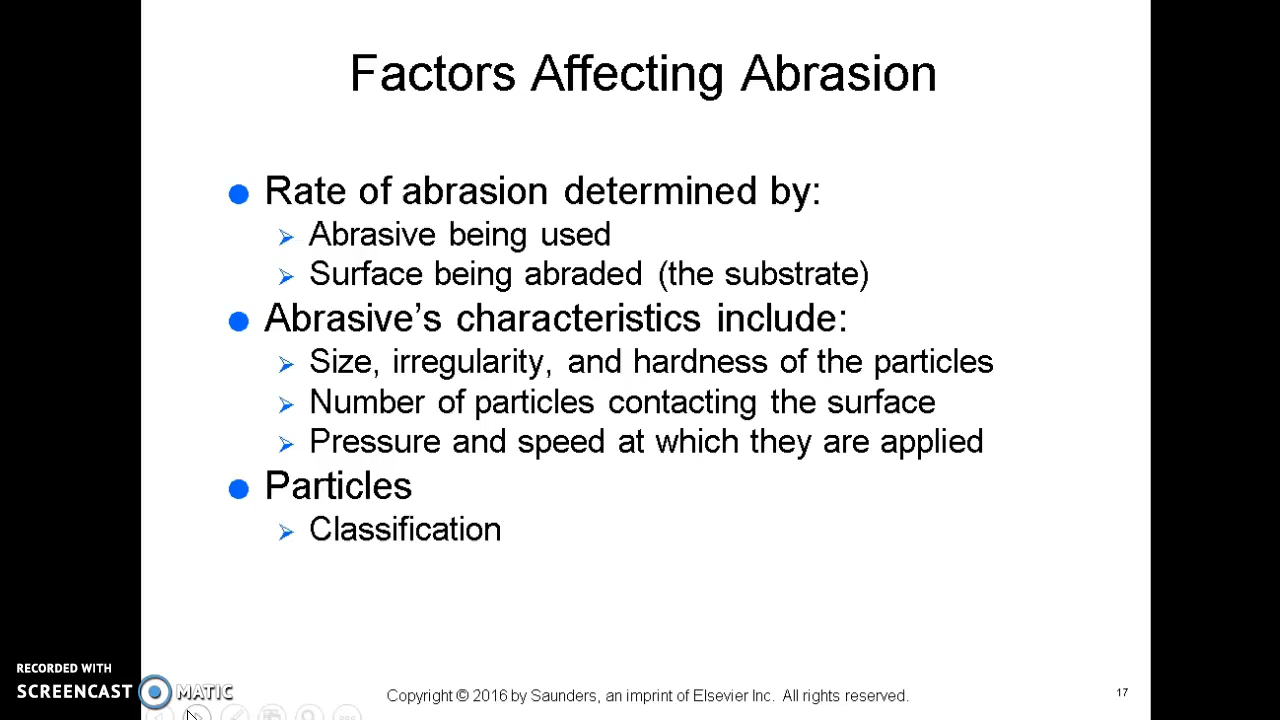 Factors Affecting Abrasion
Rate of abrasion determined by:
Abrasive being used
Surface being abraded (the substrate)
Abrasive’s characteristics include:
Size, irregularity, and hardness of the particles
Number of particles contacting the surface
Pressure and speed at which they are applied
Particles
Classification
RECORDED WITH
SCREENCAST MATIC
Copyright © 2016 by Saunders, an imprint of Elsevier Inc. All rights reserved.
17